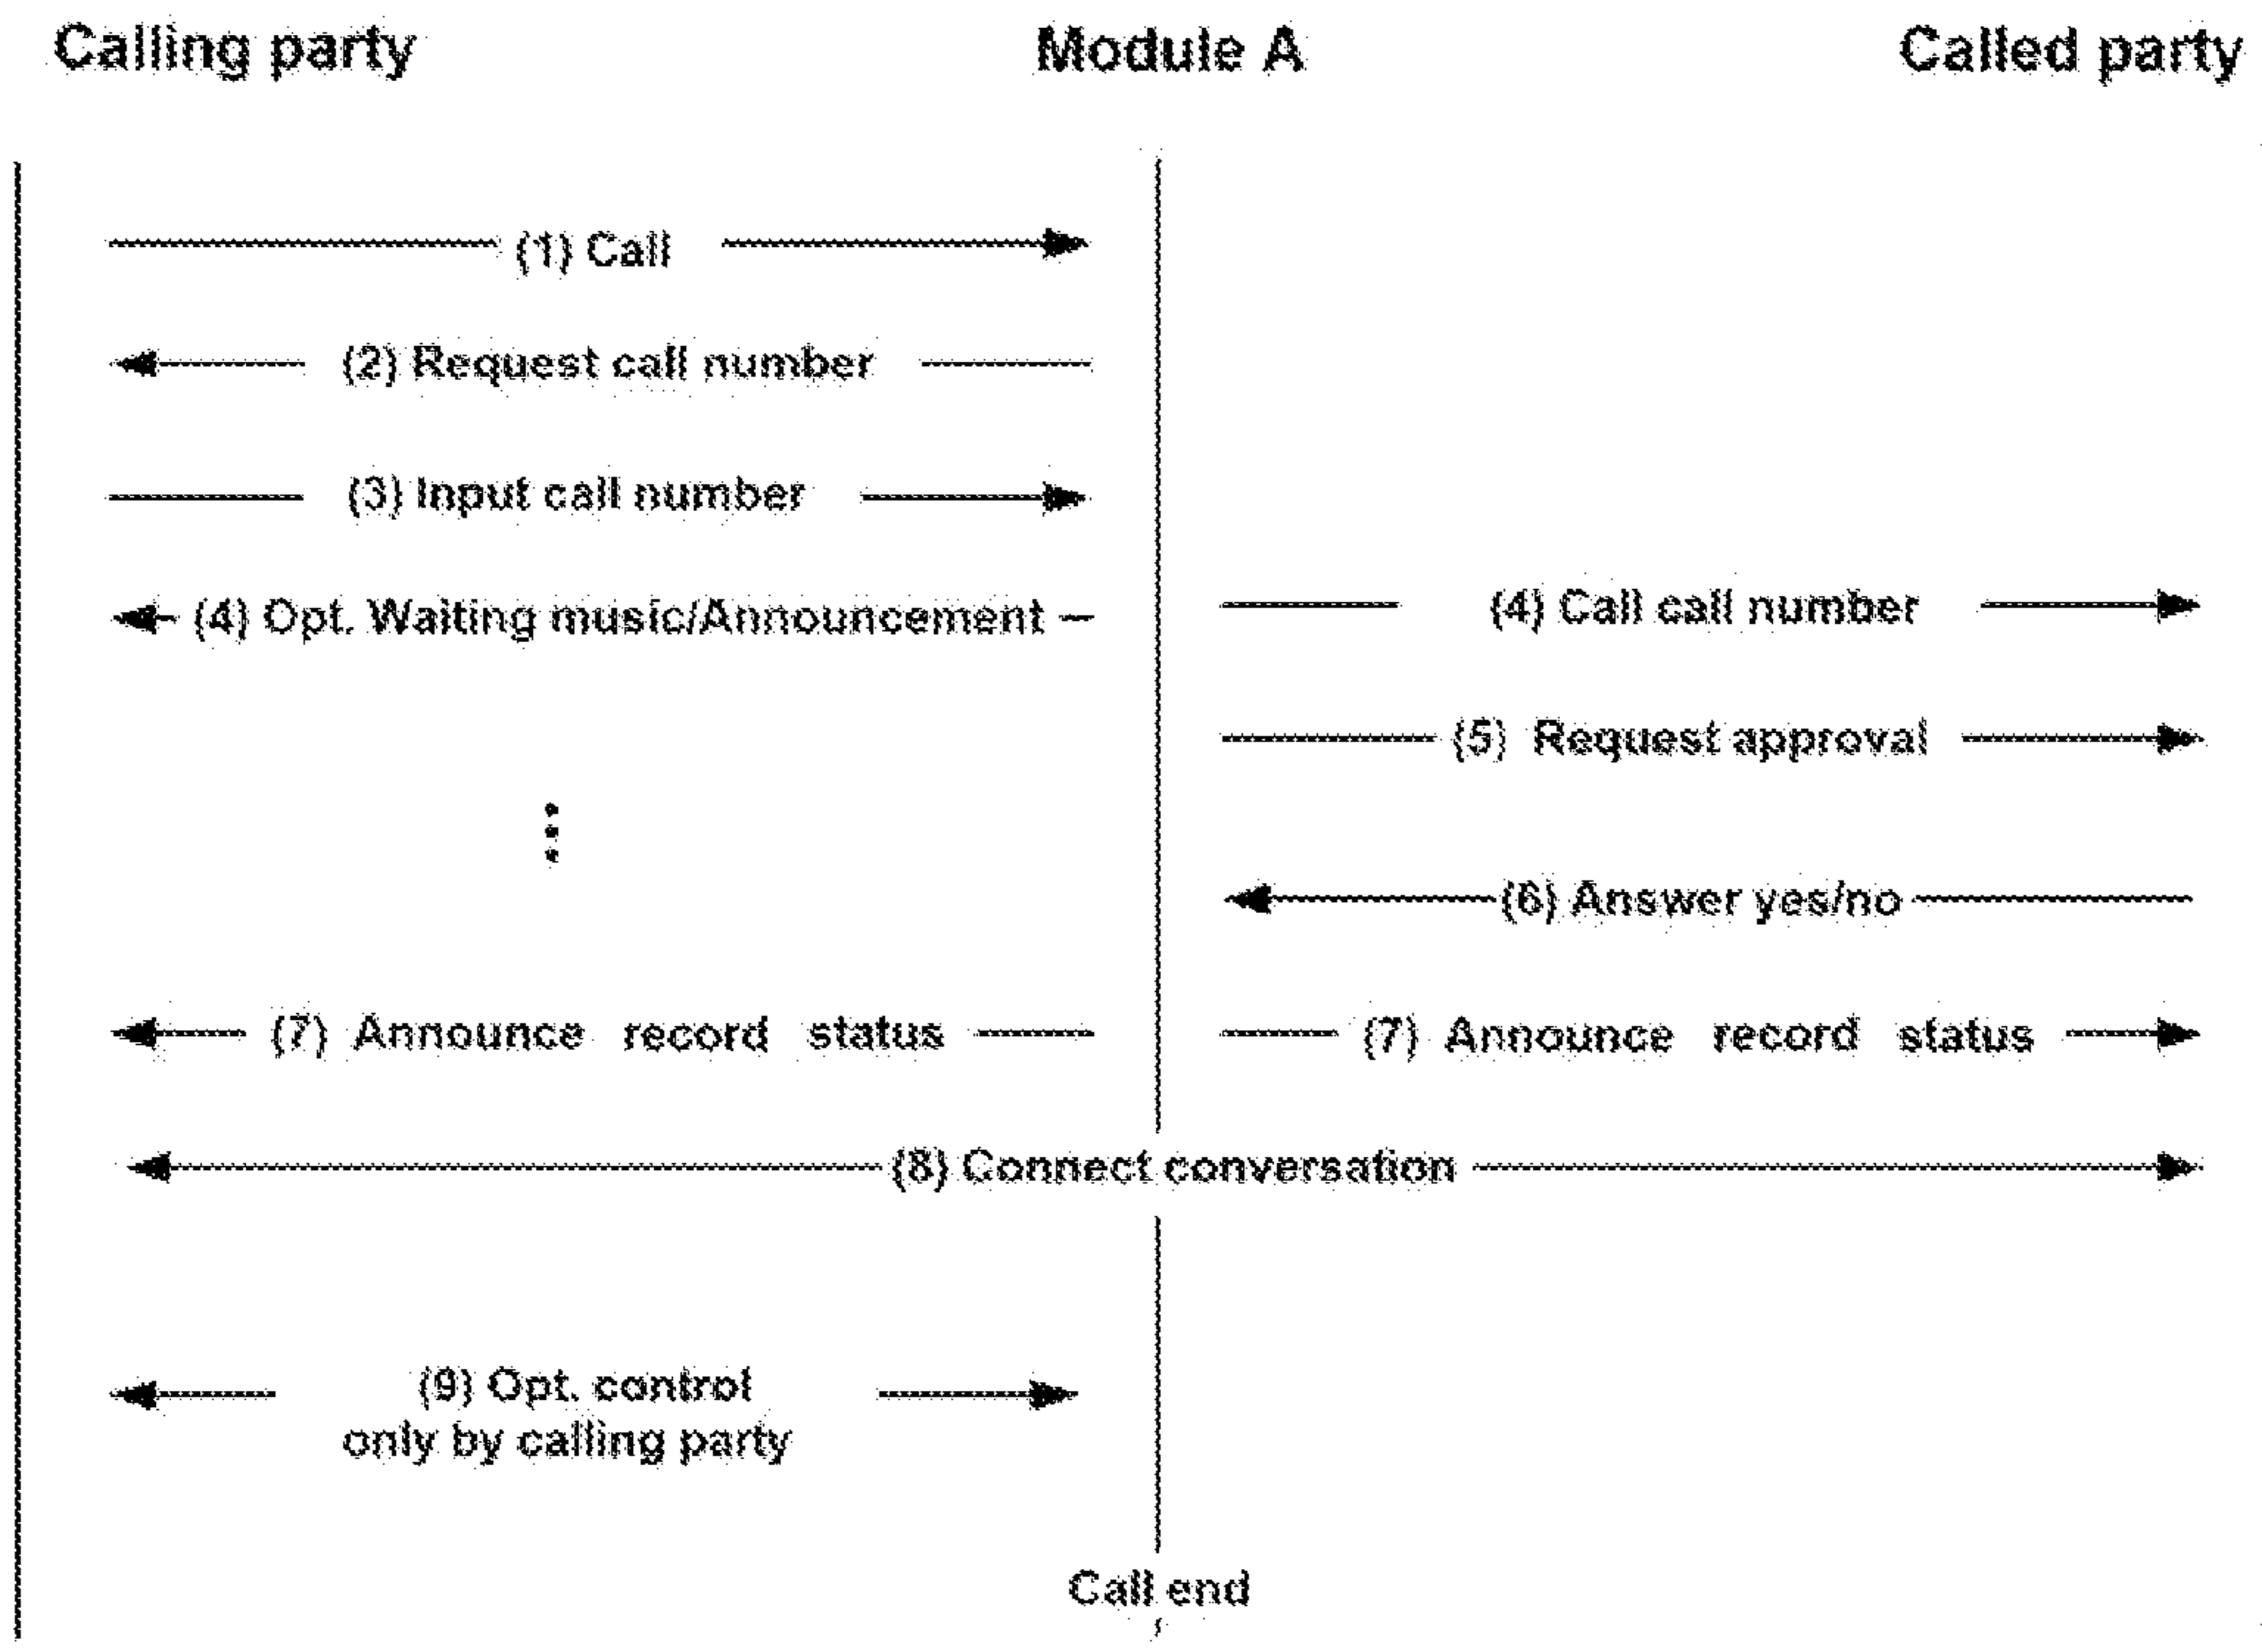 Calling party
Module A
Called party
(1) Call
(2) Request call number
(3) Input call number
(4) Opt. Waiting music/Announcement
(4) Call call number
(5) Request approval
(6) Answer yes/no
(7) Announce record status
(7) Announce record status
(8) Connect conversation
(9) Opt. control
only by calling party
Call end